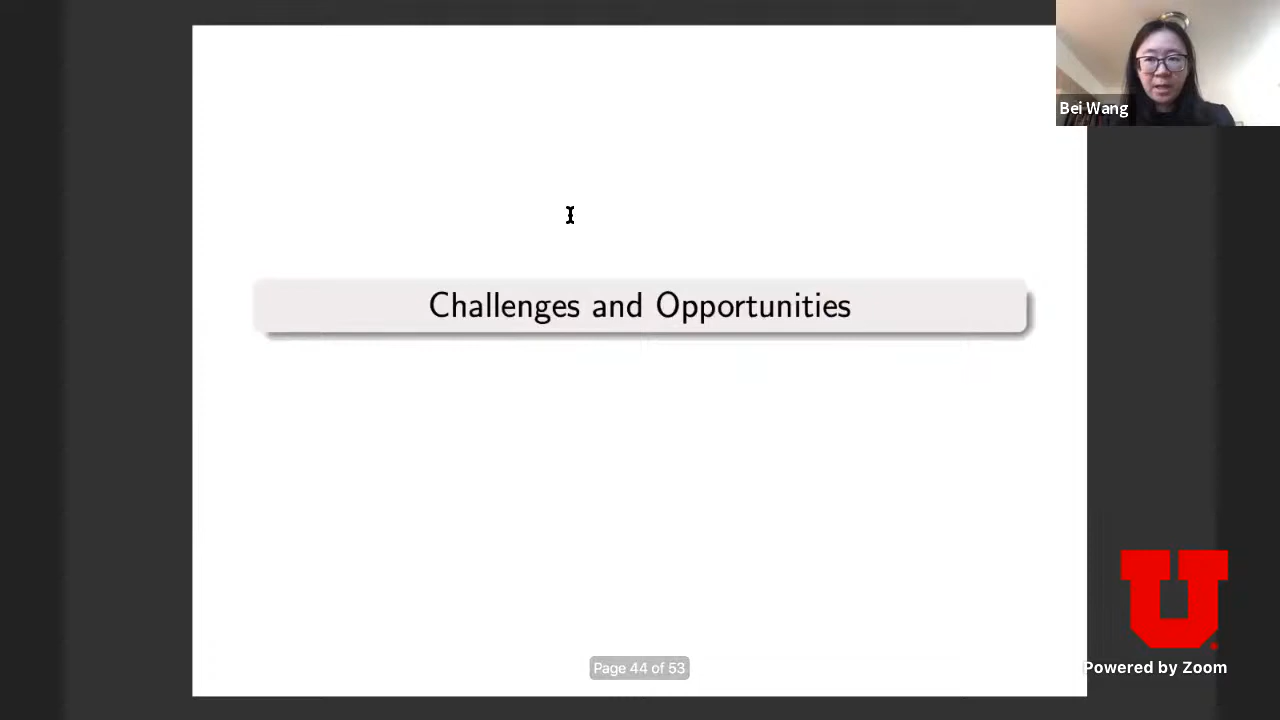 Bei Wang
Challenges and Opportunities
Page 44 of 53
U
Powered by Zoom